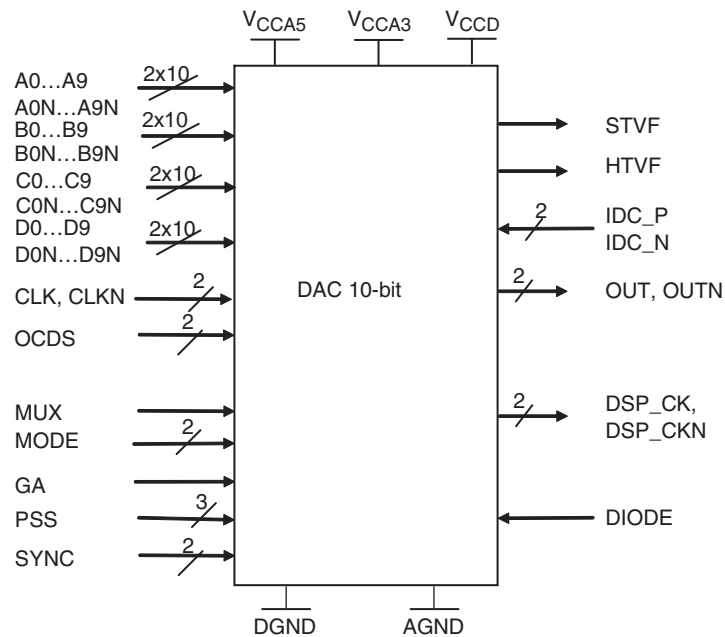 VCCA5 VCCA3 VCCD
A0...A9 2x10
A0N...A9N
B0...B9 2x10
B0N...B9N
C0...C9 2x10
C0N...C9N
D0...D9 2x10
D0N...D9N
CLK, CLKN 2
OCDS 2
MUX
MODE 2
GA
PSS 3
SYNC 2
DAC 10-bit
STVF
HTVF
2 IDC_P
IDC_N
2 OUT, OUTN
2 DSP_CK,
DSP_CKN
DIODE
DGND AGND